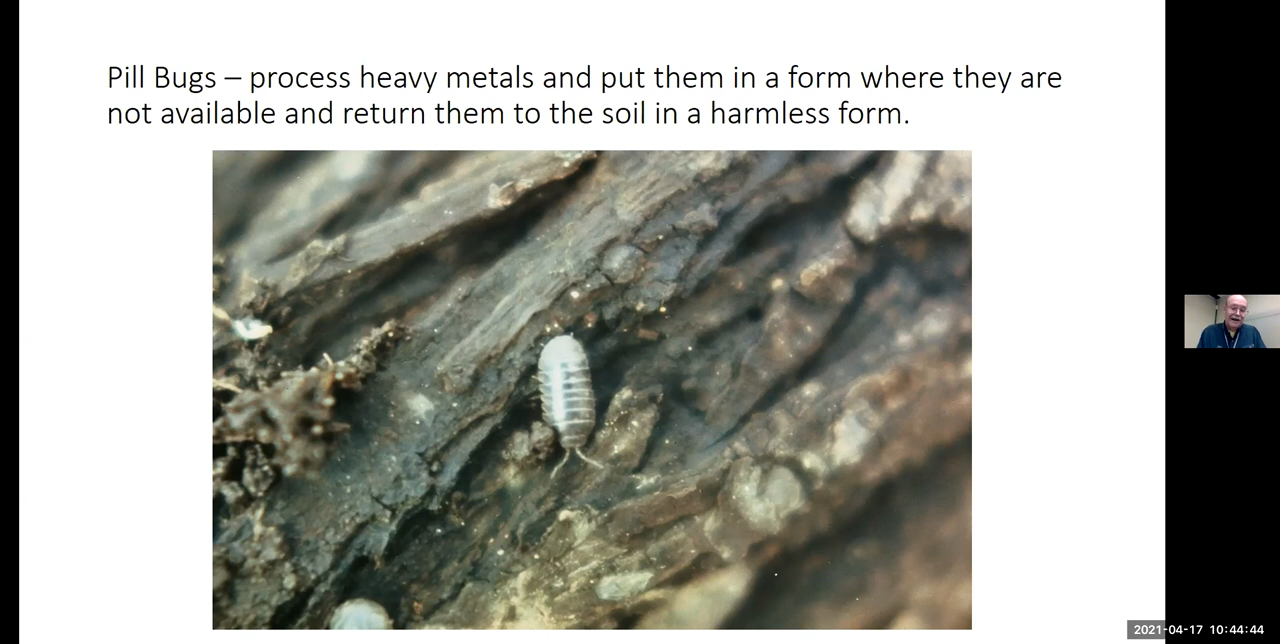 Pill Bugs – process heavy metals and put them in a form where they are
not available and return them to the soil in a harmless form.
2021-04-17 10:44:44